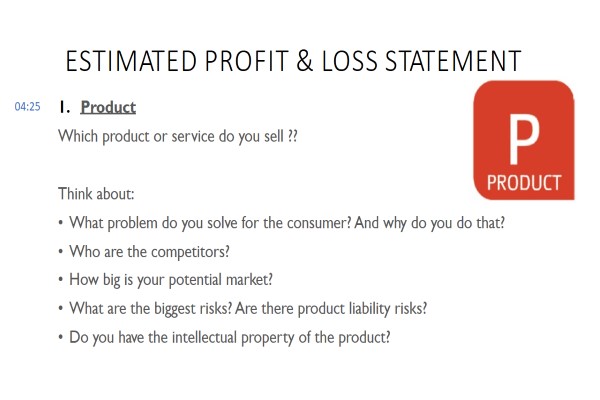 ESTIMATED PROFIT & LOSS STATEMENT
04:25
1. Product
Which product or service do you sell ??
P
PRODUCT
Think about:
• What problem do you solve for the consumer? And why do you do that?
• Who are the competitors?
• How big is your potential market?
• What are the biggest risks? Are there product liability risks?
• Do you have the intellectual property of the product?